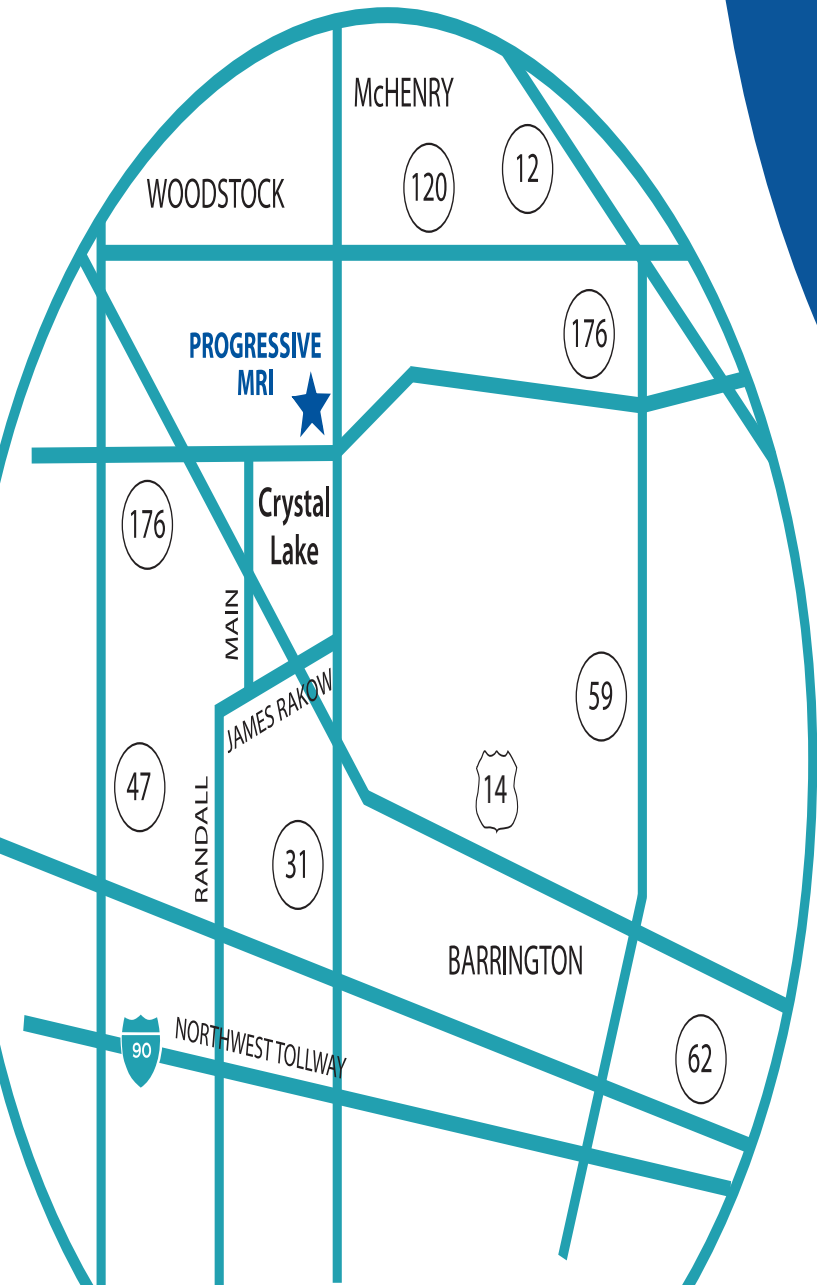 McHENRY
12
120
WOODSTOCK
176
PROGRESSIVE
MRI
Crystal
Lake
176
MAIN
JAMES RAKOW
59
14
47
RANDALL
31
BARRINGTON
NORTHWEST TOLLWAY
90
62